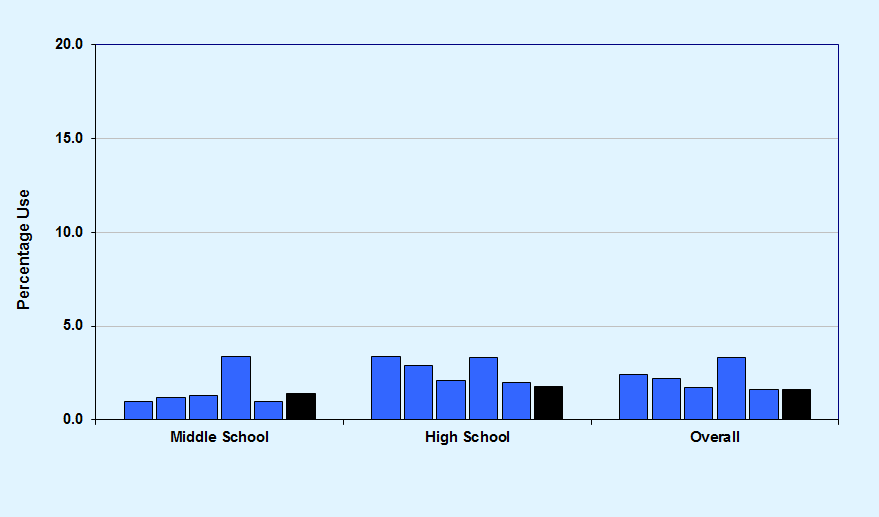 20.0
15.0
10.0
5.0
0.0
Percentage Use
Middle School
High School
Overall